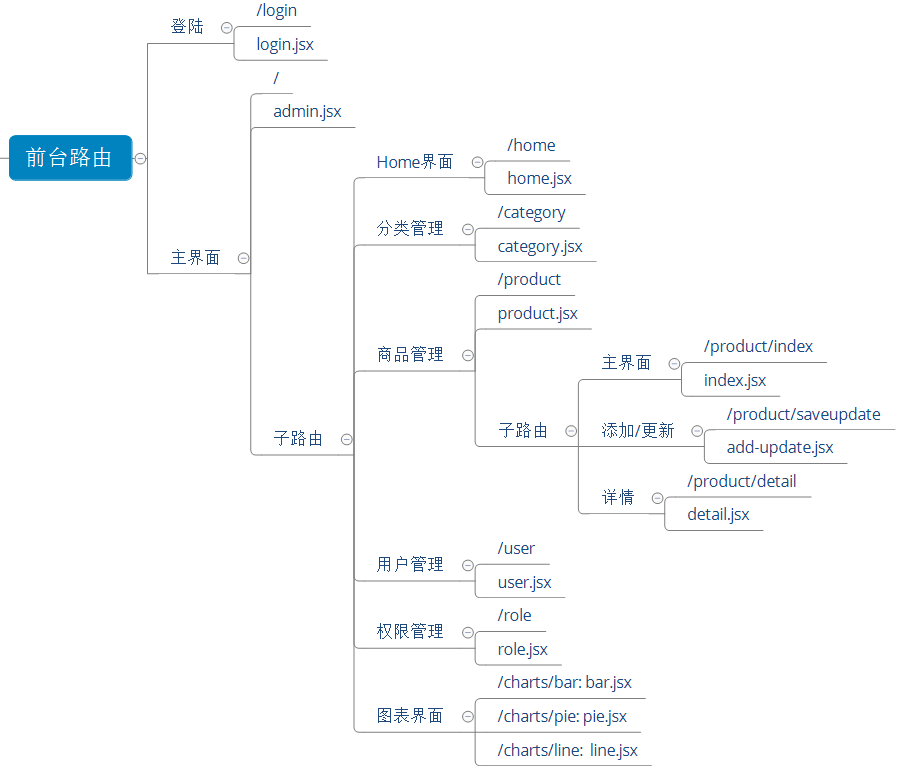 前台路由
登陆
/login
login.jsx
主界面
/
admin.jsx
子路由
Home界面
/home
home.jsx
分类管理
/category
category.jsx
商品管理
/product
product.jsx
子路由
主界面
/product/index
index.jsx
添加/更新
/product/saveupdate
add-update.jsx
详情
/product/detail
detail.jsx
用户管理
/user
user.jsx
权限管理
/role
role.jsx
图表界面
/charts/bar: bar.jsx
/charts/pie: pie.jsx
/charts/line: line.jsx